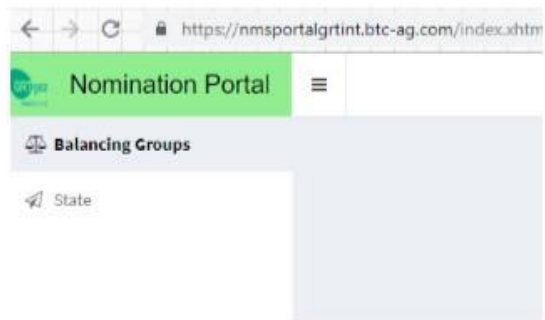 https://nmsportalgrtint.btc-ag.com/index.xhtm
Nomination Portal
Balancing Groups
State